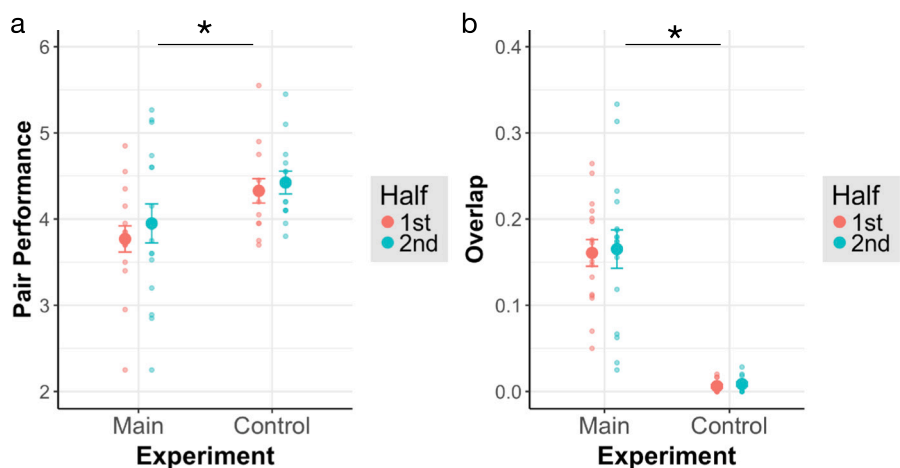 a
*
6
5
4
3
2
Pair Performance
Main Control
Experiment
Half
1st
2nd
b
*
0.4
0.3
0.2
0.1
0.0
Overlap
Main Control
Experiment
Half
1st
2nd